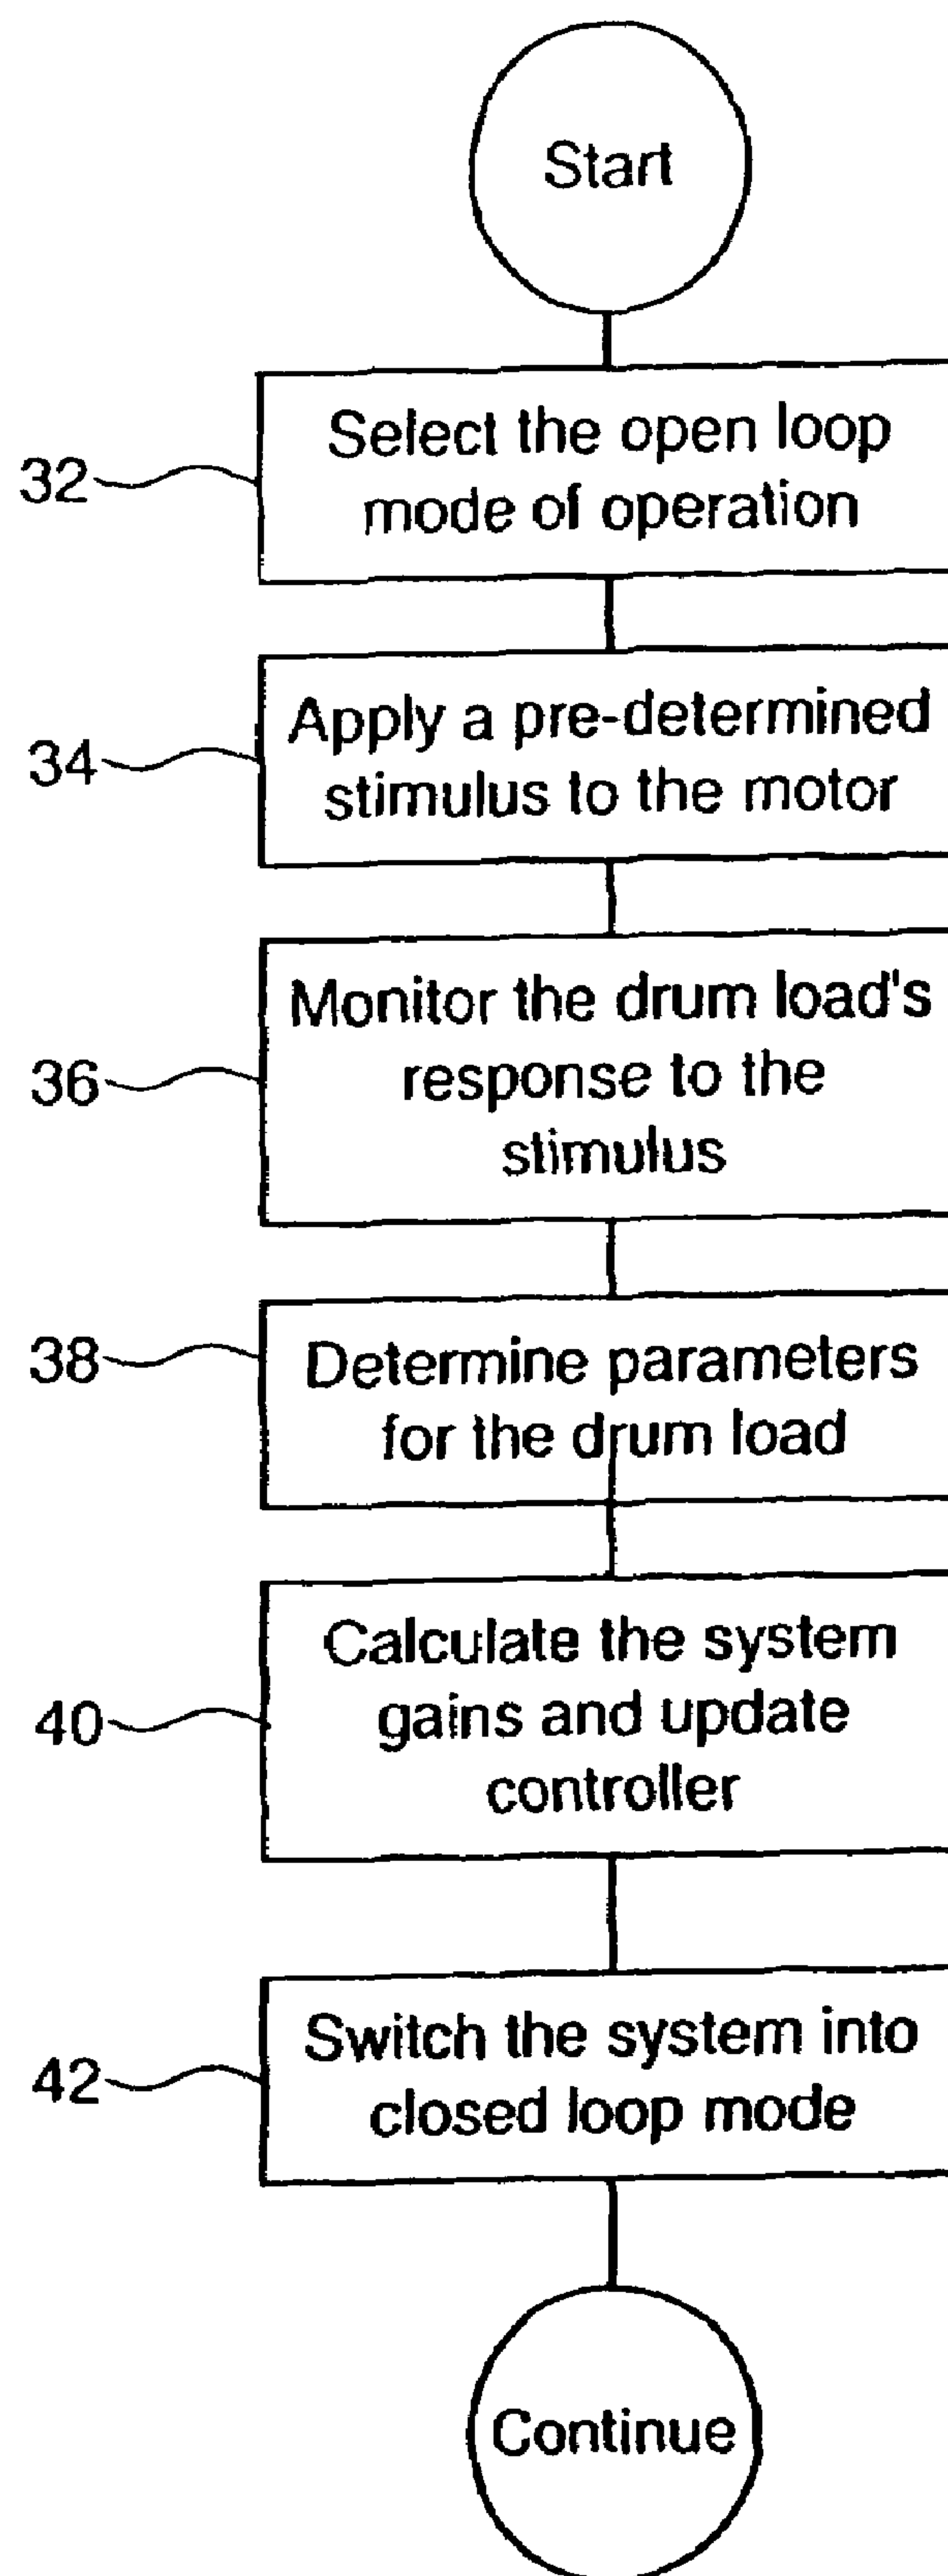 Start
32
Select the open loop
mode of operation
34
Apply a pre-determined
stimulus to the motor
36
Monitor the drum load's
response to the
stimulus
38
Determine parameters
for the drum load
40
Calculate the system
gains and update
controller
42
Switch the system into
closed loop mode
Continue